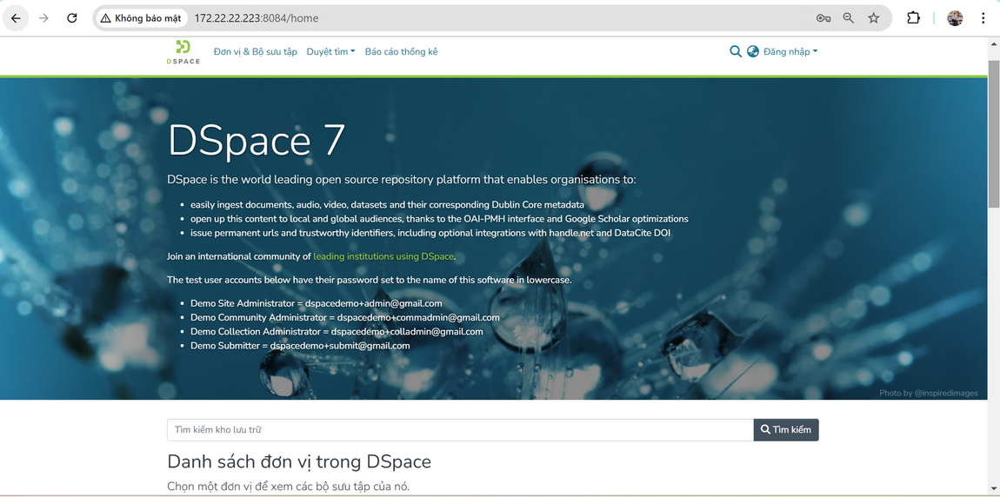 Không bảo mật
172.22.22.223:8084/home
DSPACE
Đơn vị & Bộ sưu tập
Duyệt tìm
Báo cáo thống kê
Đăng nhập
DSpace 7
DSpace is the world leading open source repository platform that enables organisations to:
easily ingest documents, audio, video, datasets and their corresponding Dublin Core metadata
open up this content to local and global audiences, thanks to the OAI-PMH interface and Google Scholar optimizations
issue permanent urls and trustworthy identifiers, including optional integrations with handle.net and DataCite DOI
Join an international community of leading institutions using DSpace.
The test user accounts below have their password set to the name of this software in lowercase.
Demo Site Administrator = dspacedemo+admin@gmail.com
Demo Community Administrator = dspacedemo+commadmin@gmail.com
Demo Collection Administrator = dspacedemo+colladmin@gmail.com
Demo Submitter = dspacedemo+submit@gmail.com
Photo by @inspiredimages
Tìm kiếm kho lưu trữ
Tìm kiếm
Danh sách đơn vị trong DSpace
Chọn một đơn vị để xem các bộ sưu tập của nó.